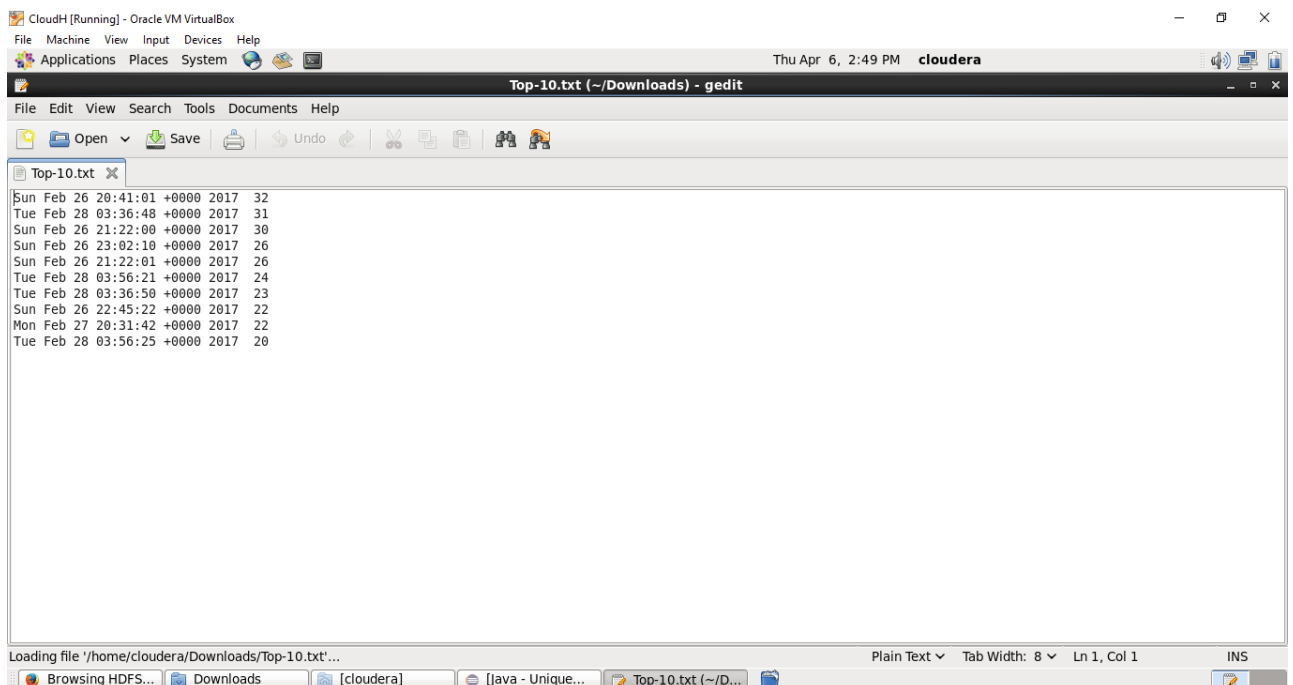 CloudH [Running] - Oracle VM VirtualBox
File Machine View Input Devices Help
Applications Places System Thu Apr 6, 2:49 PM cloudera
Top-10.txt (~/Downloads) - gedit
File Edit View Search Tools Documents Help
Open Save Undo
Top-10.txt
Sun Feb 26 20:41:01 +0000 2017 32
Tue Feb 28 03:36:48 +0000 2017 31
Sun Feb 26 21:22:00 +0000 2017 30
Sun Feb 26 23:02:10 +0000 2017 26
Sun Feb 26 21:22:01 +0000 2017 26
Tue Feb 28 03:56:21 +0000 2017 24
Tue Feb 28 03:36:50 +0000 2017 23
Sun Feb 26 22:45:22 +0000 2017 22
Mon Feb 27 20:31:42 +0000 2017 22
Tue Feb 28 03:56:25 +0000 2017 20
Loading file '/home/cloudera/Downloads/Top-10.txt'... Plain Text Tab Width: 8 Ln 1, Col 1 INS
Browsing HDFS... Downloads [cloudera] [Java - Unique... Top-10.txt (~/D...